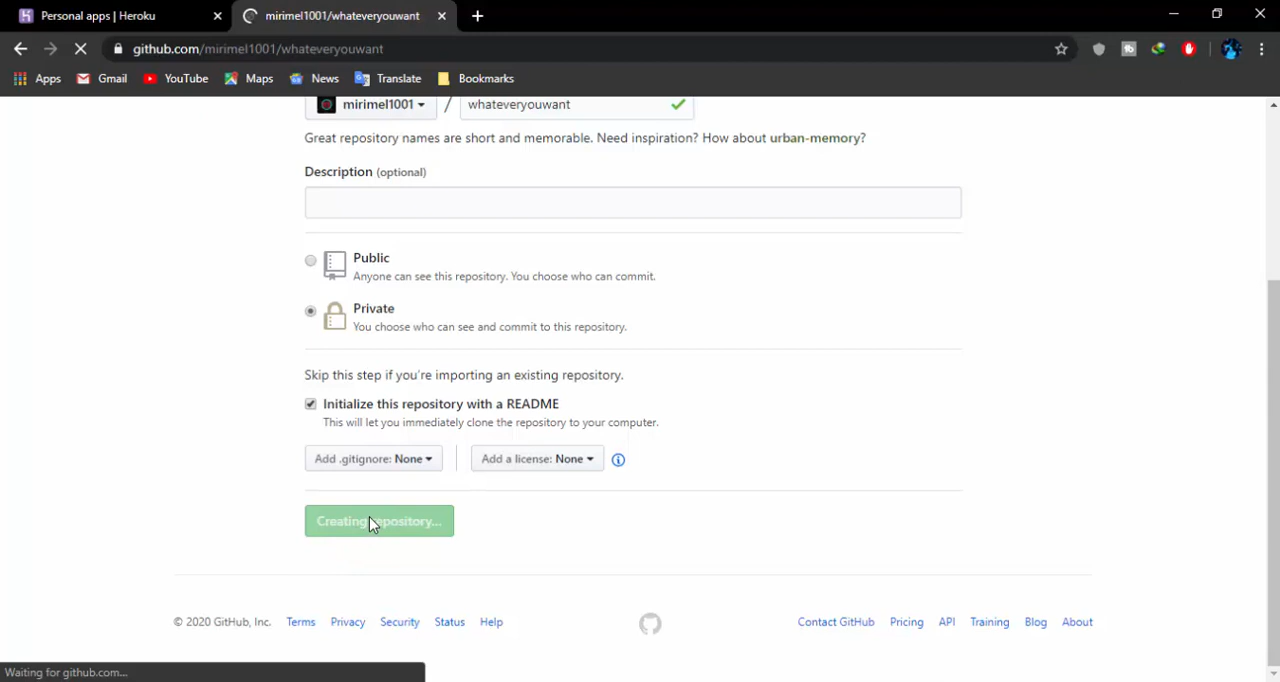 Personal apps | Heroku
mirimel1001/whateveryouwant
github.com/mirimel1001/whateveryouwant
Apps Gmail YouTube Maps News Translate Bookmarks
mirimel1001 / whateveryouwant
Great repository names are short and memorable. Need inspiration? How about urban-memory?
Description (optional)
Public
Anyone can see this repository. You choose who can commit.
Private
You choose who can see and commit to this repository.
Skip this step if you're importing an existing repository.
Initialize this repository with a README
This will let you immediately clone the repository to your computer.
Add .gitignore: None Add a license: None
Creating repository...
© 2020 GitHub, Inc. Terms Privacy Security Status Help Contact GitHub Pricing API Training Blog About
Waiting for github.com...